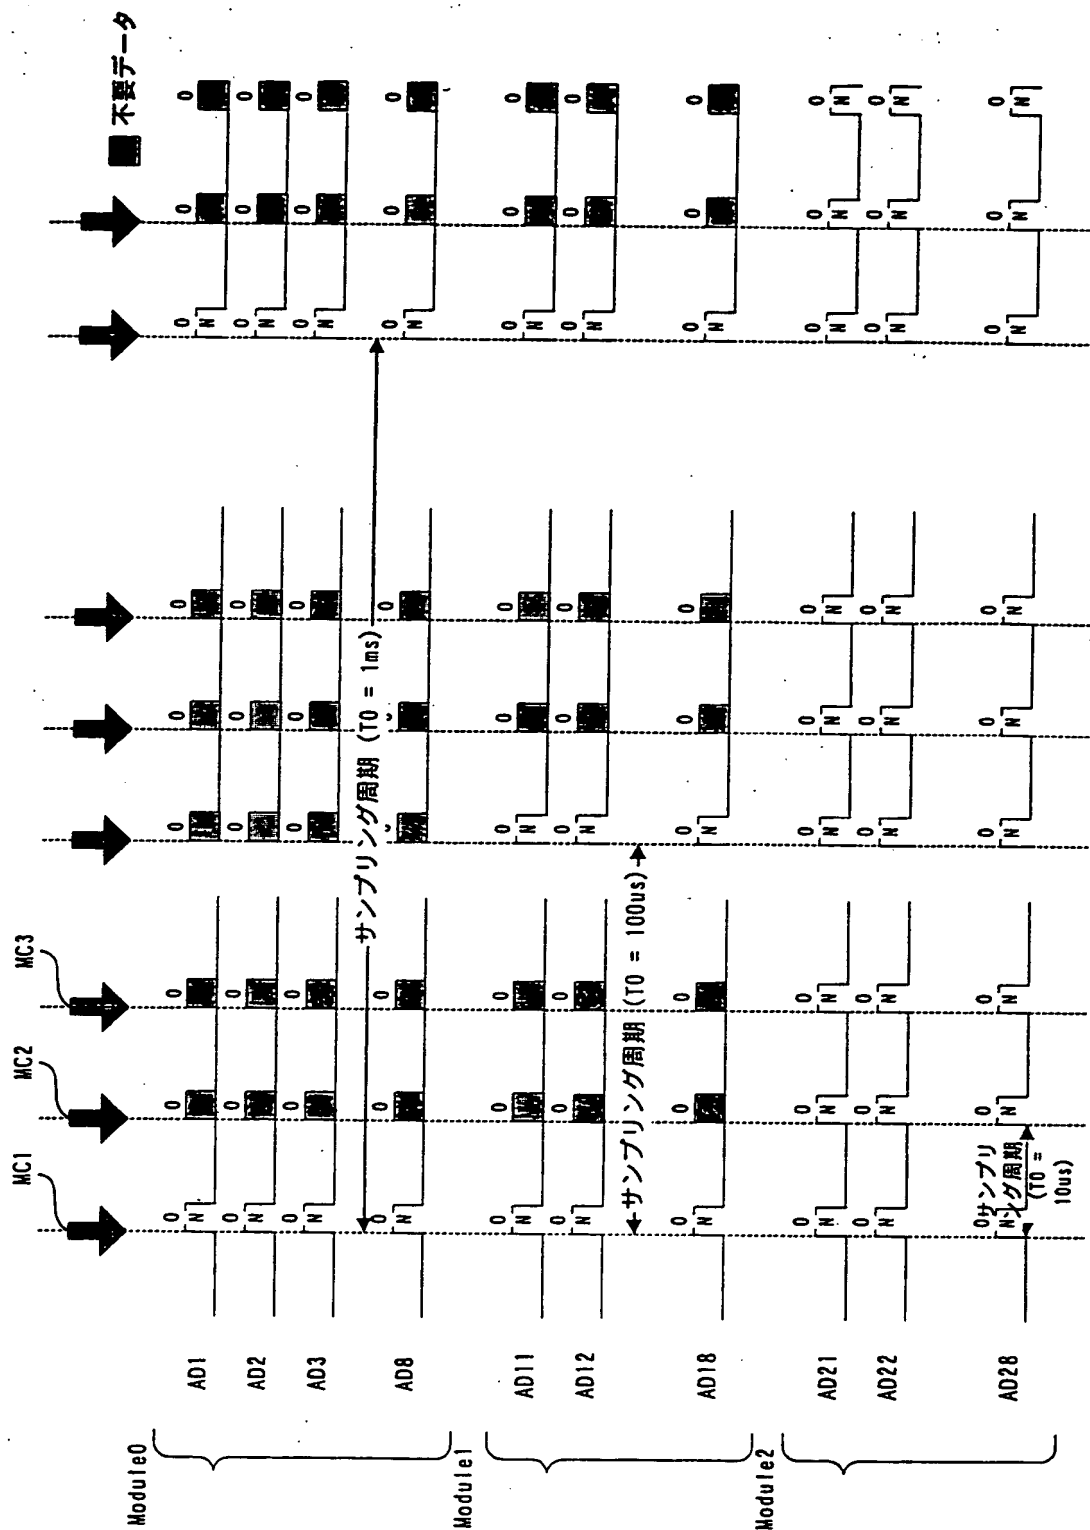 MC1 MC2 MC3
不要データ
Module0
O O O O O O O O O
AD1 N N
O O O O O O O O O
AD2 N N
O O O O O O O O O
AD3 N N
サンプリング周期 (T0 = 1ms)
O O O O O O O
AD8 N N
Module1
O O O O O O O O O
AD11 N N N
O O O O O O O O O
AD12 N N N
サンプリング周期 (T0 = 100us)
O O O O O O O O O
AD18 N N N
Module2
O O O O O O O O O
AD21 N N N N N N N N N
O O O O O O O O O
AD22 N N N N N N N N N
O O O O O O O O O
AD28 N N N N N N N N N
サンプリ
ング周期
(T0 =
10us)